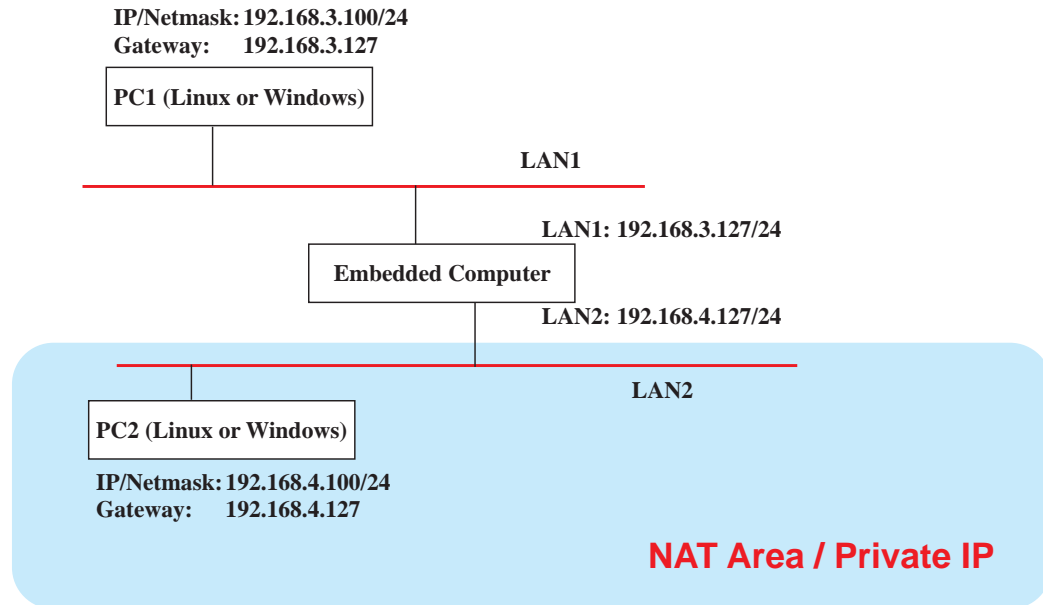 IP/Netmask: 192.168.3.100/24
Gateway: 192.168.3.127
PC1 (Linux or Windows)
LAN1
LAN1: 192.168.3.127/24
Embedded Computer
LAN2: 192.168.4.127/24
LAN2
PC2 (Linux or Windows)
IP/Netmask: 192.168.4.100/24
Gateway: 192.168.4.127
NAT Area / Private IP